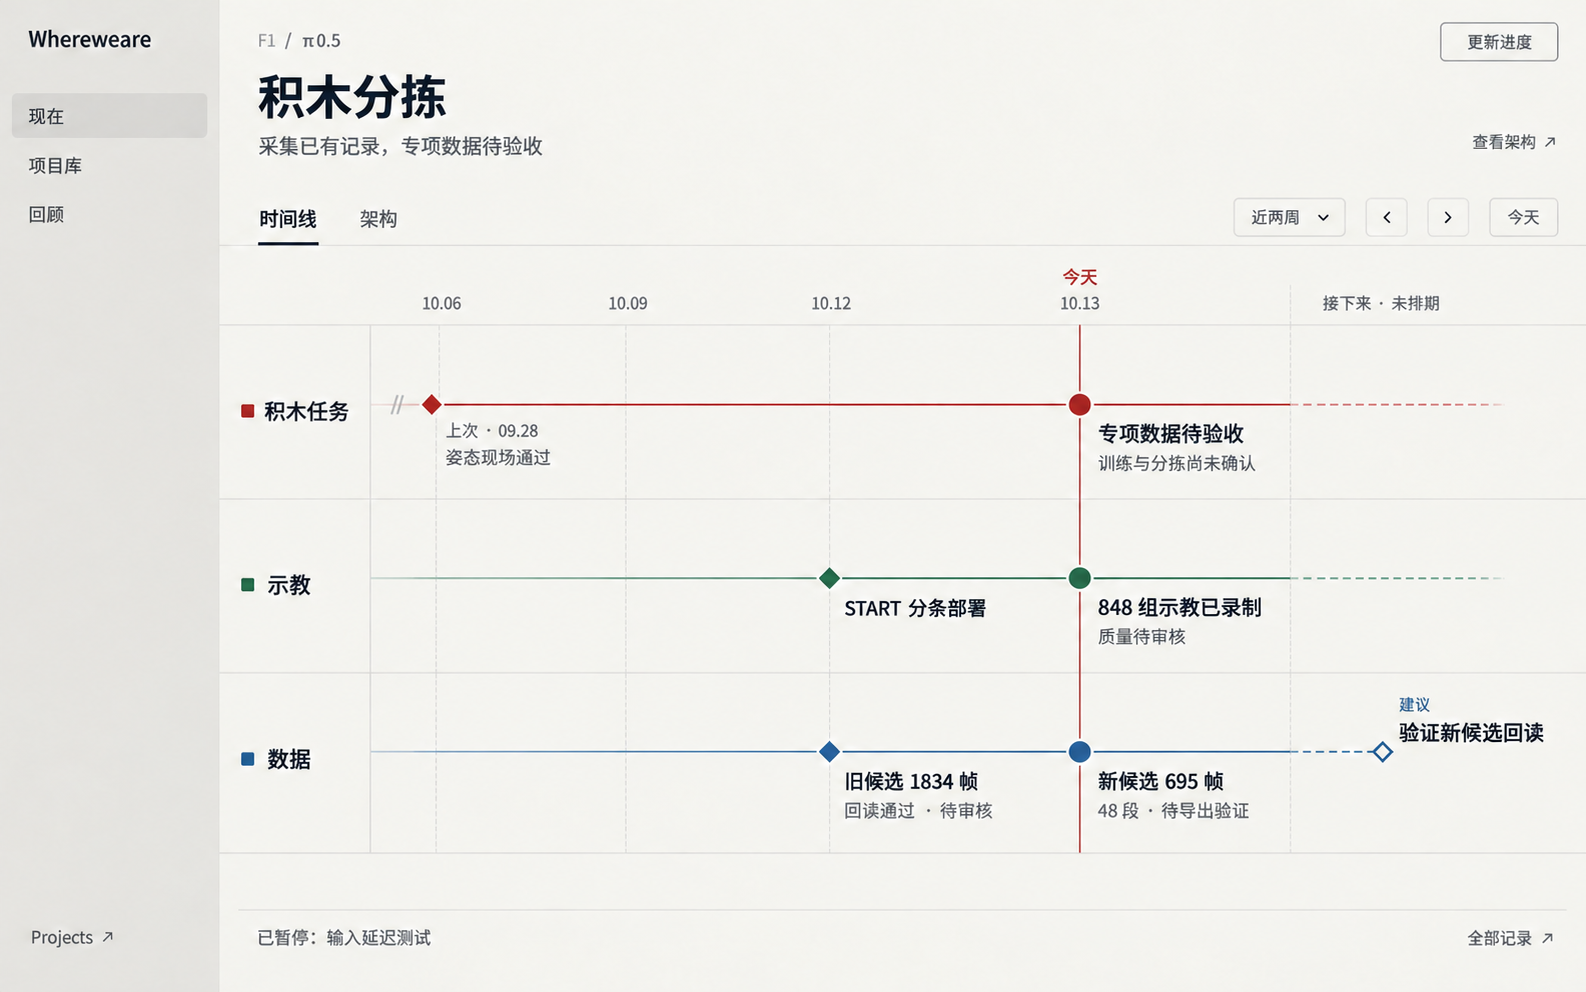 Whereweare
现在
项目库
回顾
Projects ↗
F1 / π0.5
更新进度
积木分拣
采集已有记录，专项数据待验收
查看架构 ↗
时间线 架构
近两周
今天
今天
10.06 10.09 10.12 10.13 接下来 · 未排期
积木任务
上次 · 09.28
姿态现场通过
专项数据待验收
训练与分拣尚未确认
示教
START 分条部署
848 组示教已录制
质量待审核
数据
旧候选 1834 帧
回读通过 · 待审核
新候选 695 帧
48 段 · 待导出验证
建议
验证新候选回读
已暂停：输入延迟测试
全部记录 ↗